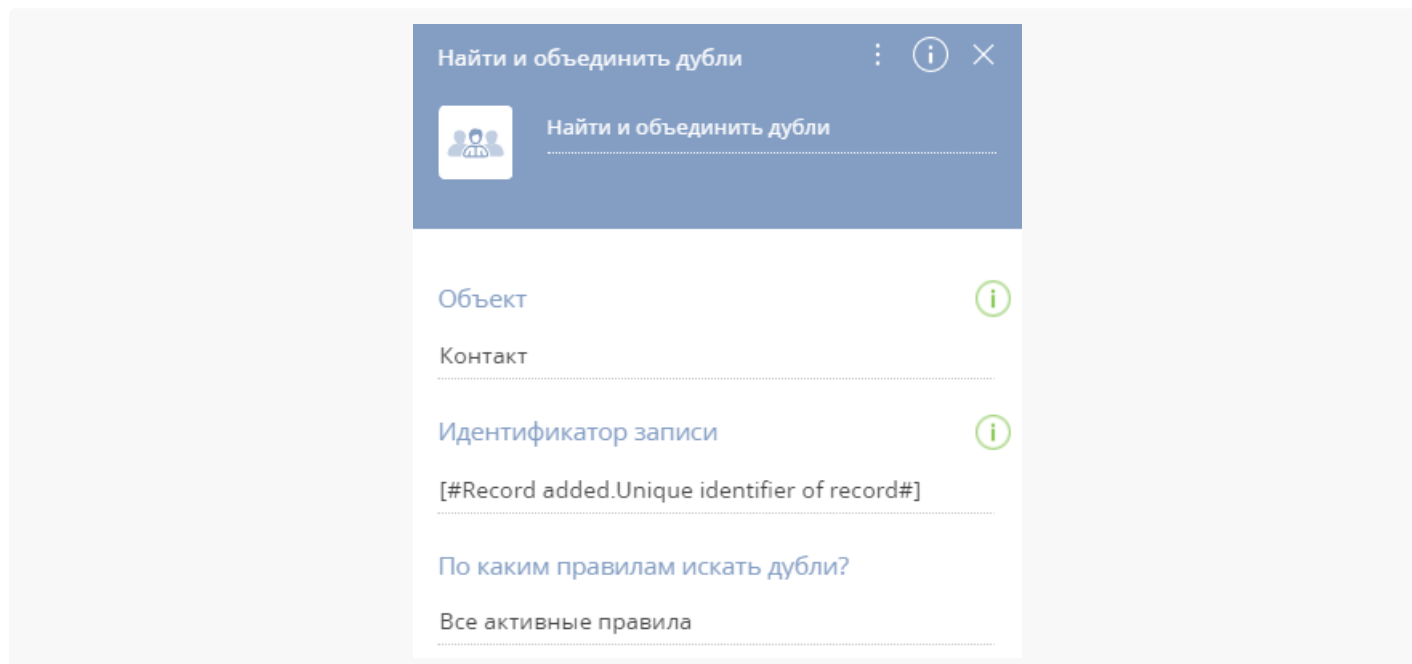 Найти и объединить дубли
Найти и объединить дубли
Объект
Контакт
Идентификатор записи
[#Record added.Unique identifier of record#]
По каким правилам искать дубли?
Все активные правила